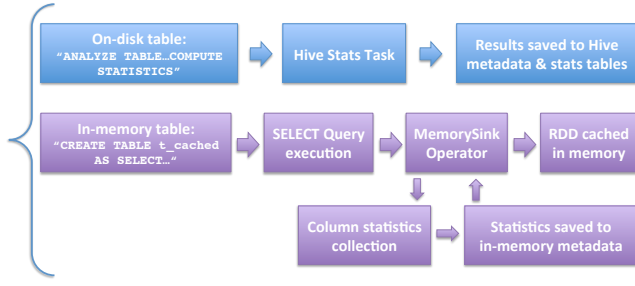 On-disk table:
"ANALYZE TABLE…COMPUTE
STATISTICS"
Hive Stats Task
Results saved to Hive
metadata & stats tables
In-memory table:
"CREATE TABLE t_cached
AS SELECT…"
SELECT Query
execution
MemorySink
Operator
RDD cached
in memory
Column statistics
collection
Statistics saved to
in-memory metadata